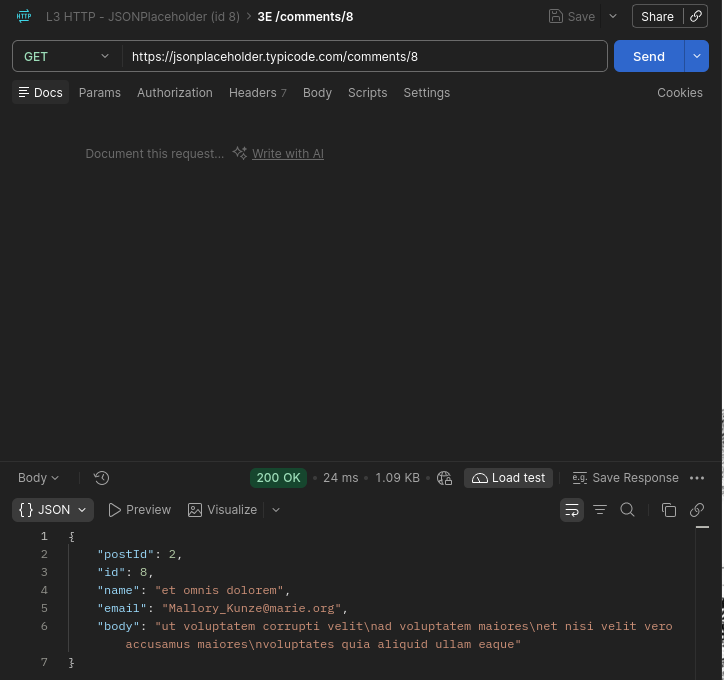 HTTP L3 HTTP - JSONPlaceholder (id 8) > 3E /comments/8 Save Share
GET https://jsonplaceholder.typicode.com/comments/8 Send
Docs Params Authorization Headers 7 Body Scripts Settings Cookies
Document this request... Write with AI
Body 200 OK • 24 ms • 1.09 KB • Load test e.g. Save Response •••
{} JSON Preview Visualize
1 {
2 "postId": 2,
3 "id": 8,
4 "name": "et omnis dolorem",
5 "email": "Mallory_Kunze@marie.org",
6 "body": "ut voluptatem corrupti velit\nad voluptatem maiores\net nisi velit vero
accusamus maiores\nvoluptates quia aliquid ullam eaque"
7 }